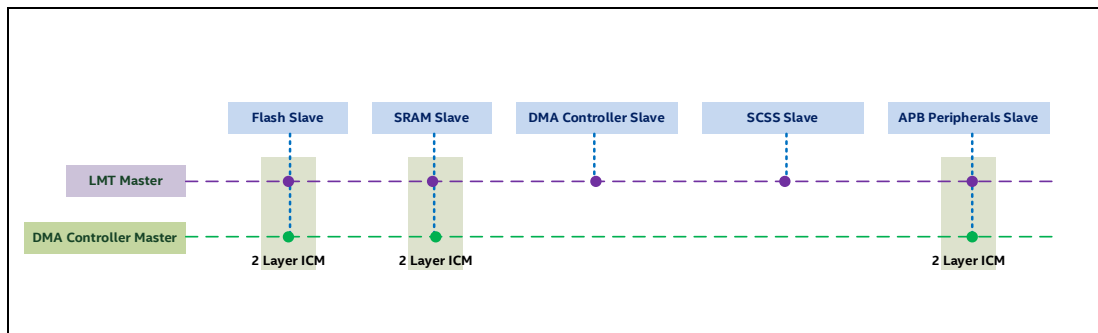 Flash Slave
SRAM Slave
DMA Controller Slave
SCSS Slave
APB Peripherals Slave
LMT Master
DMA Controller Master
2 Layer ICM
2 Layer ICM
2 Layer ICM